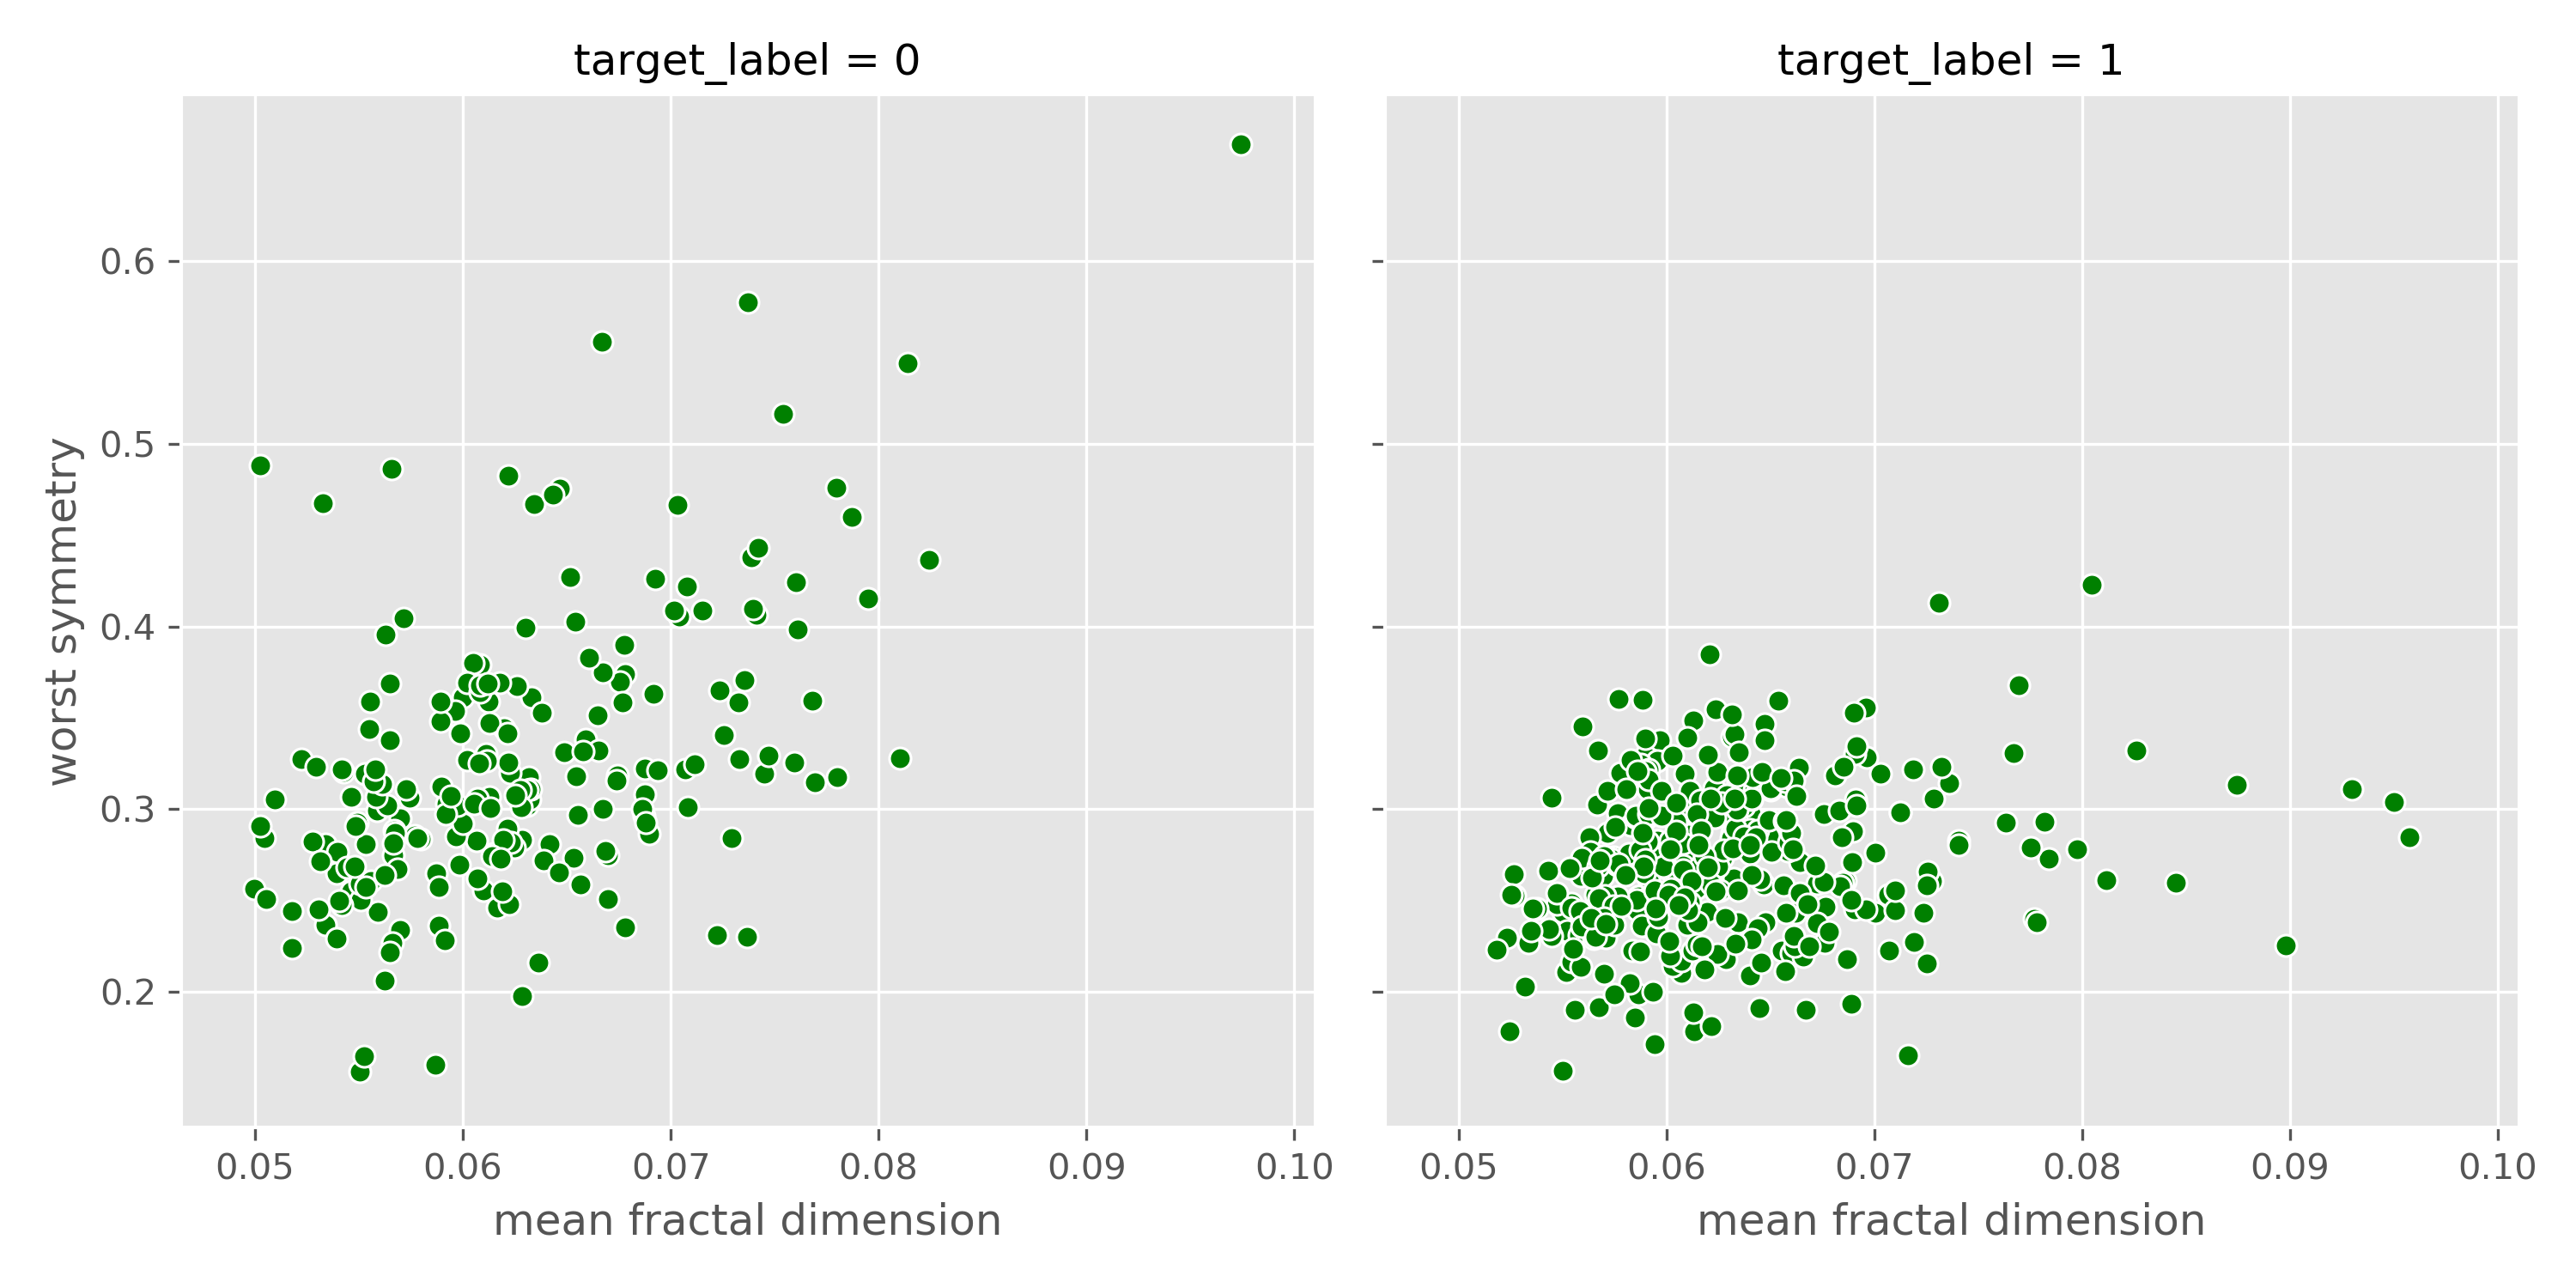 target_label = 0
target_label = 1
worst symmetry
0.6
0.5
0.4
0.3
0.2
0.05 0.06 0.07 0.08 0.09 0.10
0.05 0.06 0.07 0.08 0.09 0.10
mean fractal dimension
mean fractal dimension